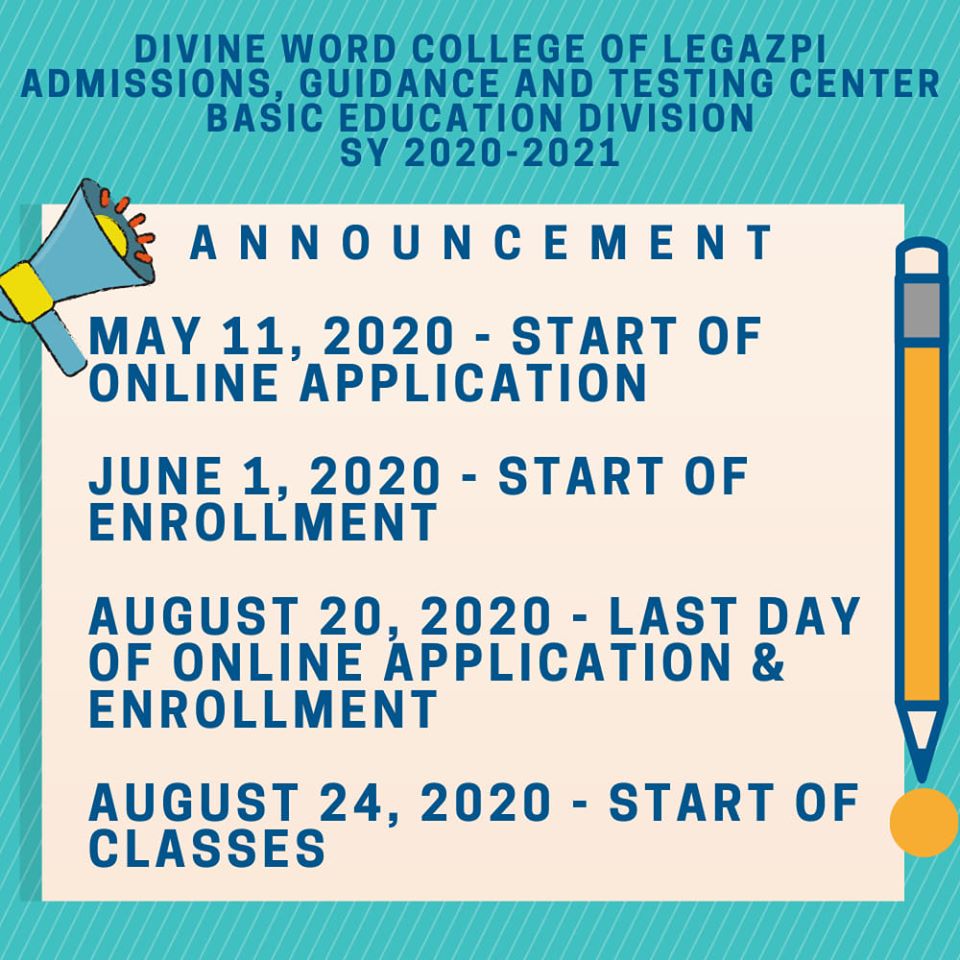 DIVINE WORD COLLEGE OF LEGAZPI
ADMISSIONS, GUIDANCE AND TESTING CENTER
BASIC EDUCATION DIVISION
SY 2020-2021
ANNOUNCEMENT
MAY 11, 2020 - START OF
ONLINE APPLICATION
JUNE 1, 2020 - START OF
ENROLLMENT
AUGUST 20, 2020 - LAST DAY
OF ONLINE APPLICATION &
ENROLLMENT
AUGUST 24, 2020 - START OF
CLASSES